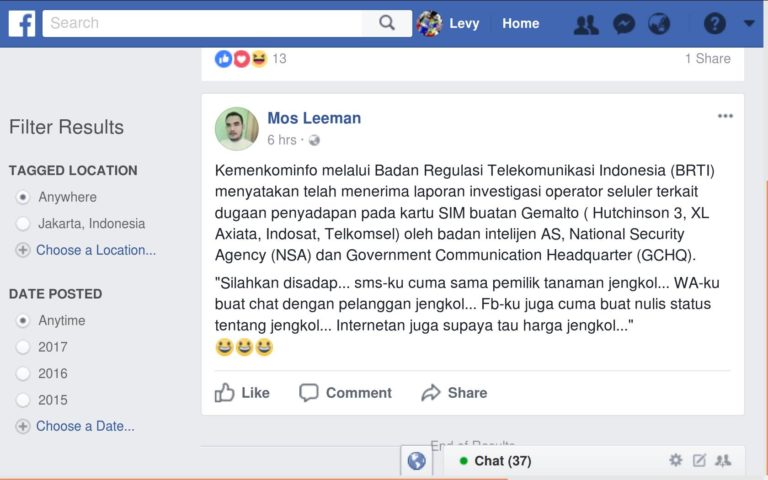 f Search Levy Home
13 1 Share
Filter Results
TAGGED LOCATION
Anywhere
Jakarta, Indonesia
Choose a Location...
DATE POSTED
Anytime
2017
2016
2015
Choose a Date...
Mos Leeman
6 hrs ·
Kemenkominfo melalui Badan Regulasi Telekomunikasi Indonesia (BRTI)
menyatakan telah menerima laporan investigasi operator seluler terkait
dugaan penyadapan pada kartu SIM buatan Gemalto ( Hutchinson 3, XL
Axiata, Indosat, Telkomsel) oleh badan intelijen AS, National Security
Agency (NSA) dan Government Communication Headquarter (GCHQ).
"Silahkan disadap... sms-ku cuma sama pemilik tanaman jengkol... WA-ku
buat chat dengan pelanggan jengkol... Fb-ku juga cuma buat nulis status
tentang jengkol... Internetan juga supaya tau harga jengkol..."
😀😀😀
Like Comment Share
End of Results
Chat (37)